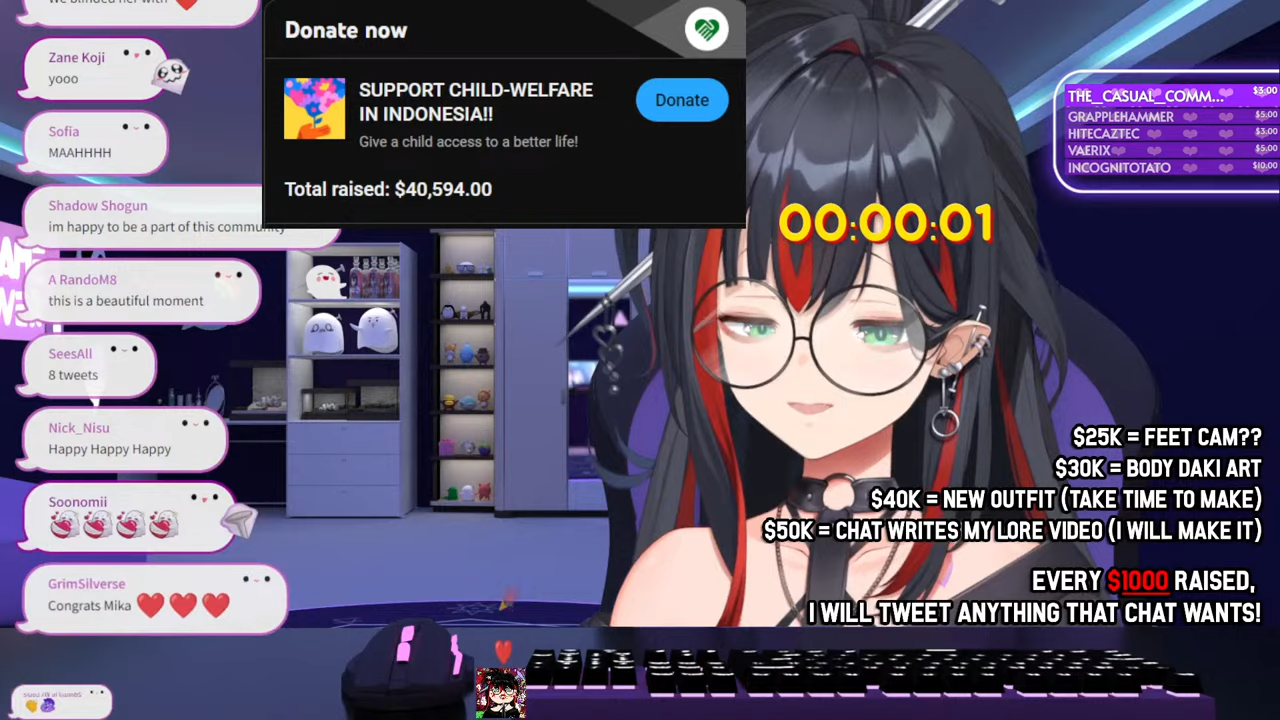 We blinded her with
Zane Koji
yooo
Sofia
MAAHHHH
Shadow Shogun
im happy to be a part of this community
A RandoM8
this is a beautiful moment
SeesAll
8 tweets
Nick_Nisu
Happy Happy Happy
Soonomii
GrimSilverse
Congrats Mika
Donate now
SUPPORT CHILD-WELFARE
IN INDONESIA!!
Donate
Give a child access to a better life!
Total raised: $40,594.00
00:00:01
THE_CASUAL_COMM... $3.00
GRAPPLEHAMMER $5.00
HITECAZTEC $3.00
VAERIX $5.00
INCOGNITOTATO $10.00
$25K = FEET CAM??
$30K = BODY DAKI ART
$40K = NEW OUTFIT (TAKE TIME TO MAKE)
$50K = CHAT WRITES MY LORE VIDEO (I WILL MAKE IT)
EVERY $1000 RAISED,
I WILL TWEET ANYTHING THAT CHAT WANTS!